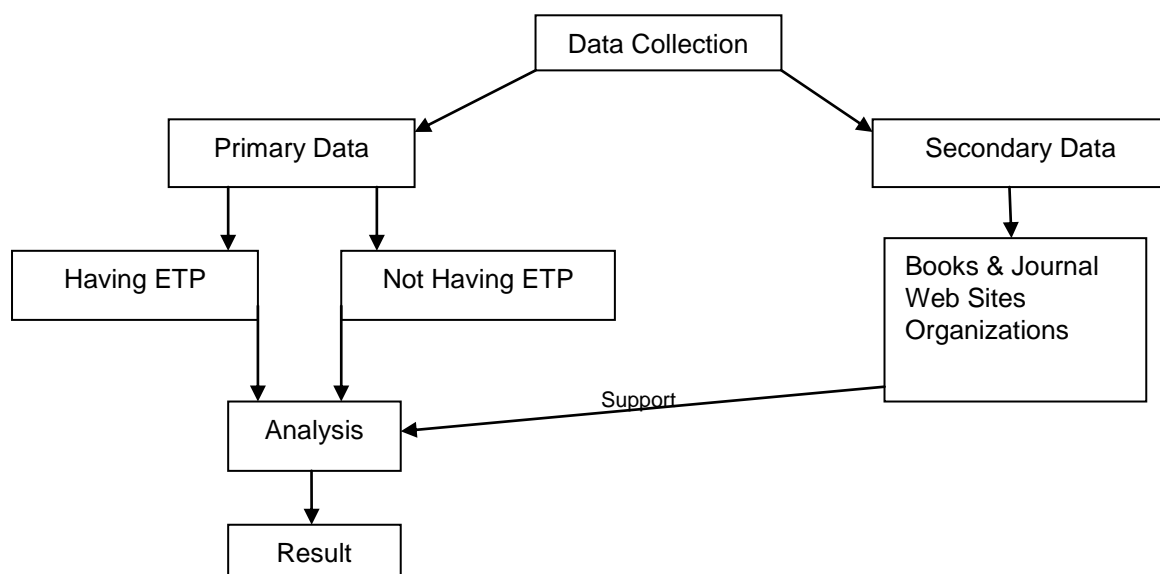 Data Collection
Primary Data
Secondary Data
Having ETP
Not Having ETP
Books & Journal
Web Sites
Organizations
Support
Analysis
Result